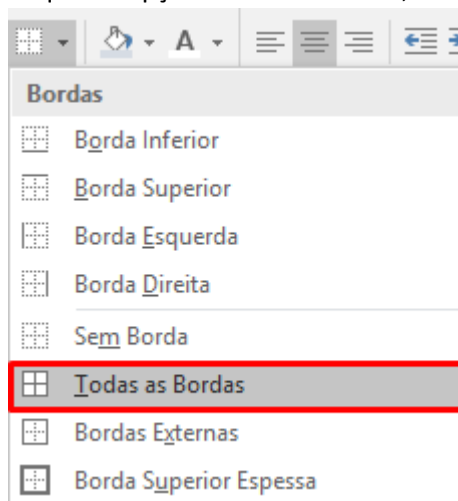 A
Bordas
Borda Inferior
Borda Superior
Borda Esquerda
Borda Direita
Sem Borda
Todas as Bordas
Bordas Externas
Borda Superior Espessa